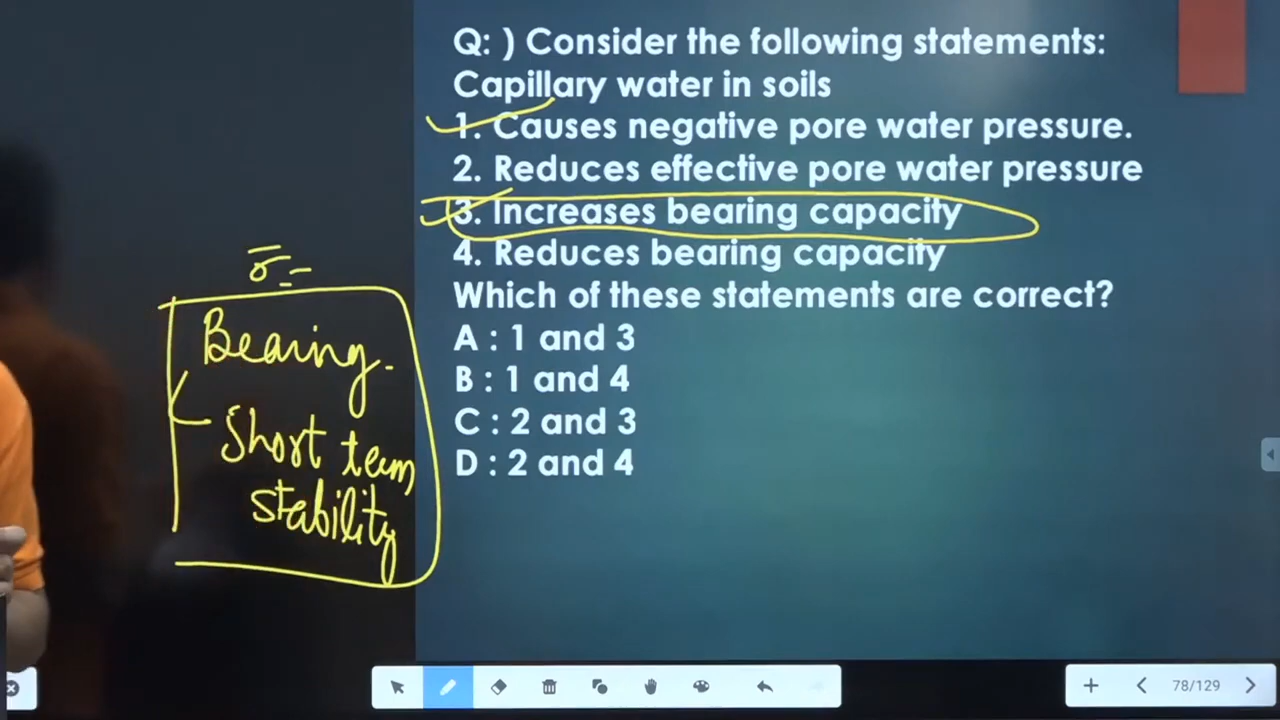 Q: ) Consider the following statements:
Capillary water in soils
1. Causes negative pore water pressure.
2. Reduces effective pore water pressure
3. Increases bearing capacity
4. Reduces bearing capacity
Which of these statements are correct?
A : 1 and 3
B : 1 and 4
C : 2 and 3
D : 2 and 4
Bearing.
Short term
stability
78/129